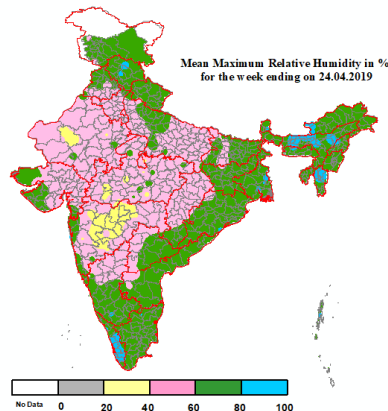 Mean Maximum Relative Humidity in %
for the week ending on 24.04.2019
No Data 0 20 40 60 80 100